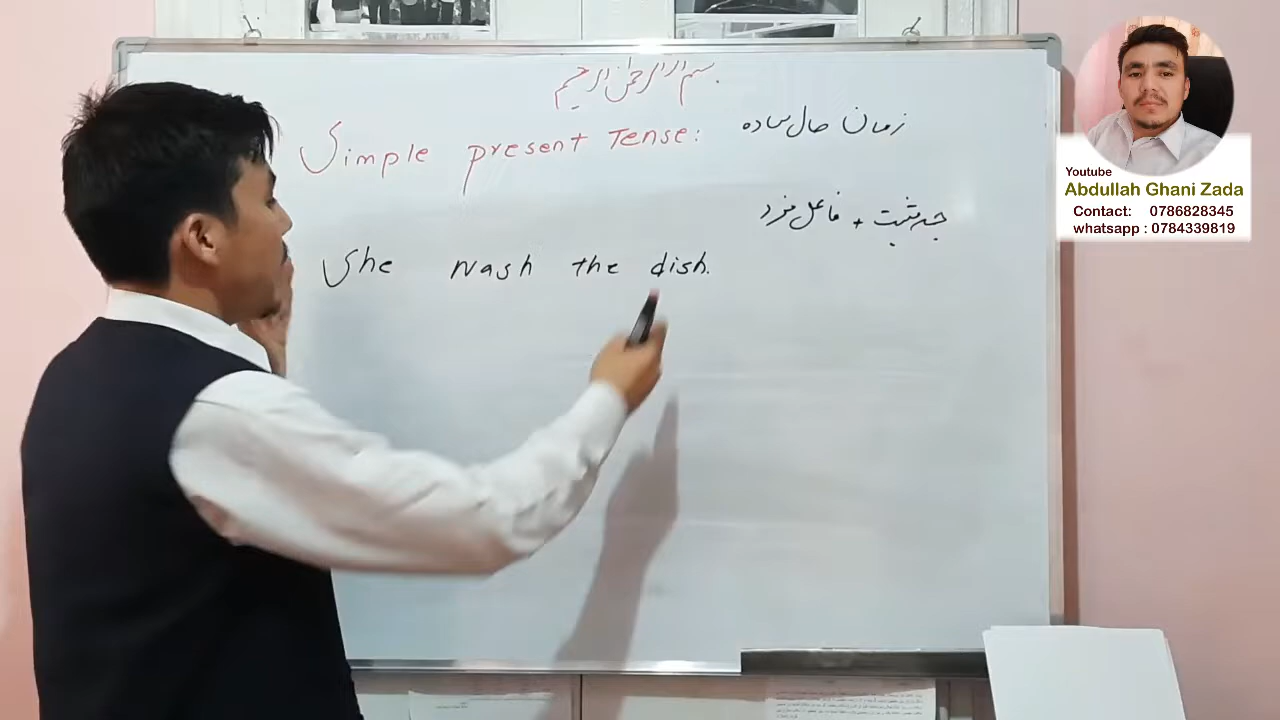 بسم الله الرحمن الرحیم
Simple present Tense:
زمان حال ساده
جمله مثبت + فاعل مفرد
She wash the dish.
Youtube
Abdullah Ghani Zada
Contact: 0786828345
whatsapp : 0784339819